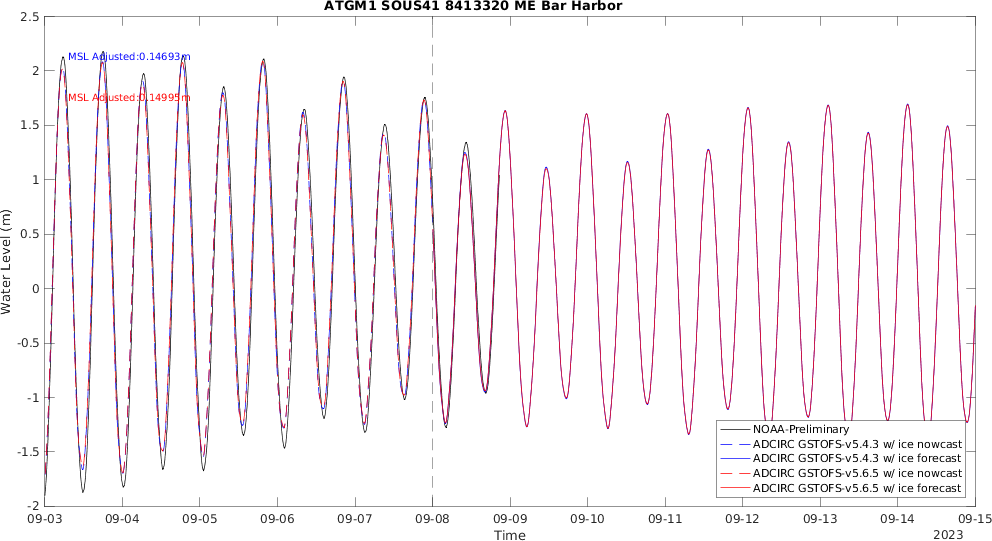 ATGM1 SOUS41 8413320 ME Bar Harbor
2.5
2
1.5
1
0.5
0
-0.5
-1
-1.5
-2
Water Level (m)
MSL Adjusted:0.14693m
MSL Adjusted:0.14995m
NOAA-Preliminary
ADCIRC GSTOFS-v5.4.3 w/ ice nowcast
ADCIRC GSTOFS-v5.4.3 w/ ice forecast
ADCIRC GSTOFS-v5.6.5 w/ ice nowcast
ADCIRC GSTOFS-v5.6.5 w/ ice forecast
09-03 09-04 09-05 09-06 09-07 09-08 09-09 09-10 09-11 09-12 09-13 09-14 09-15
Time
2023